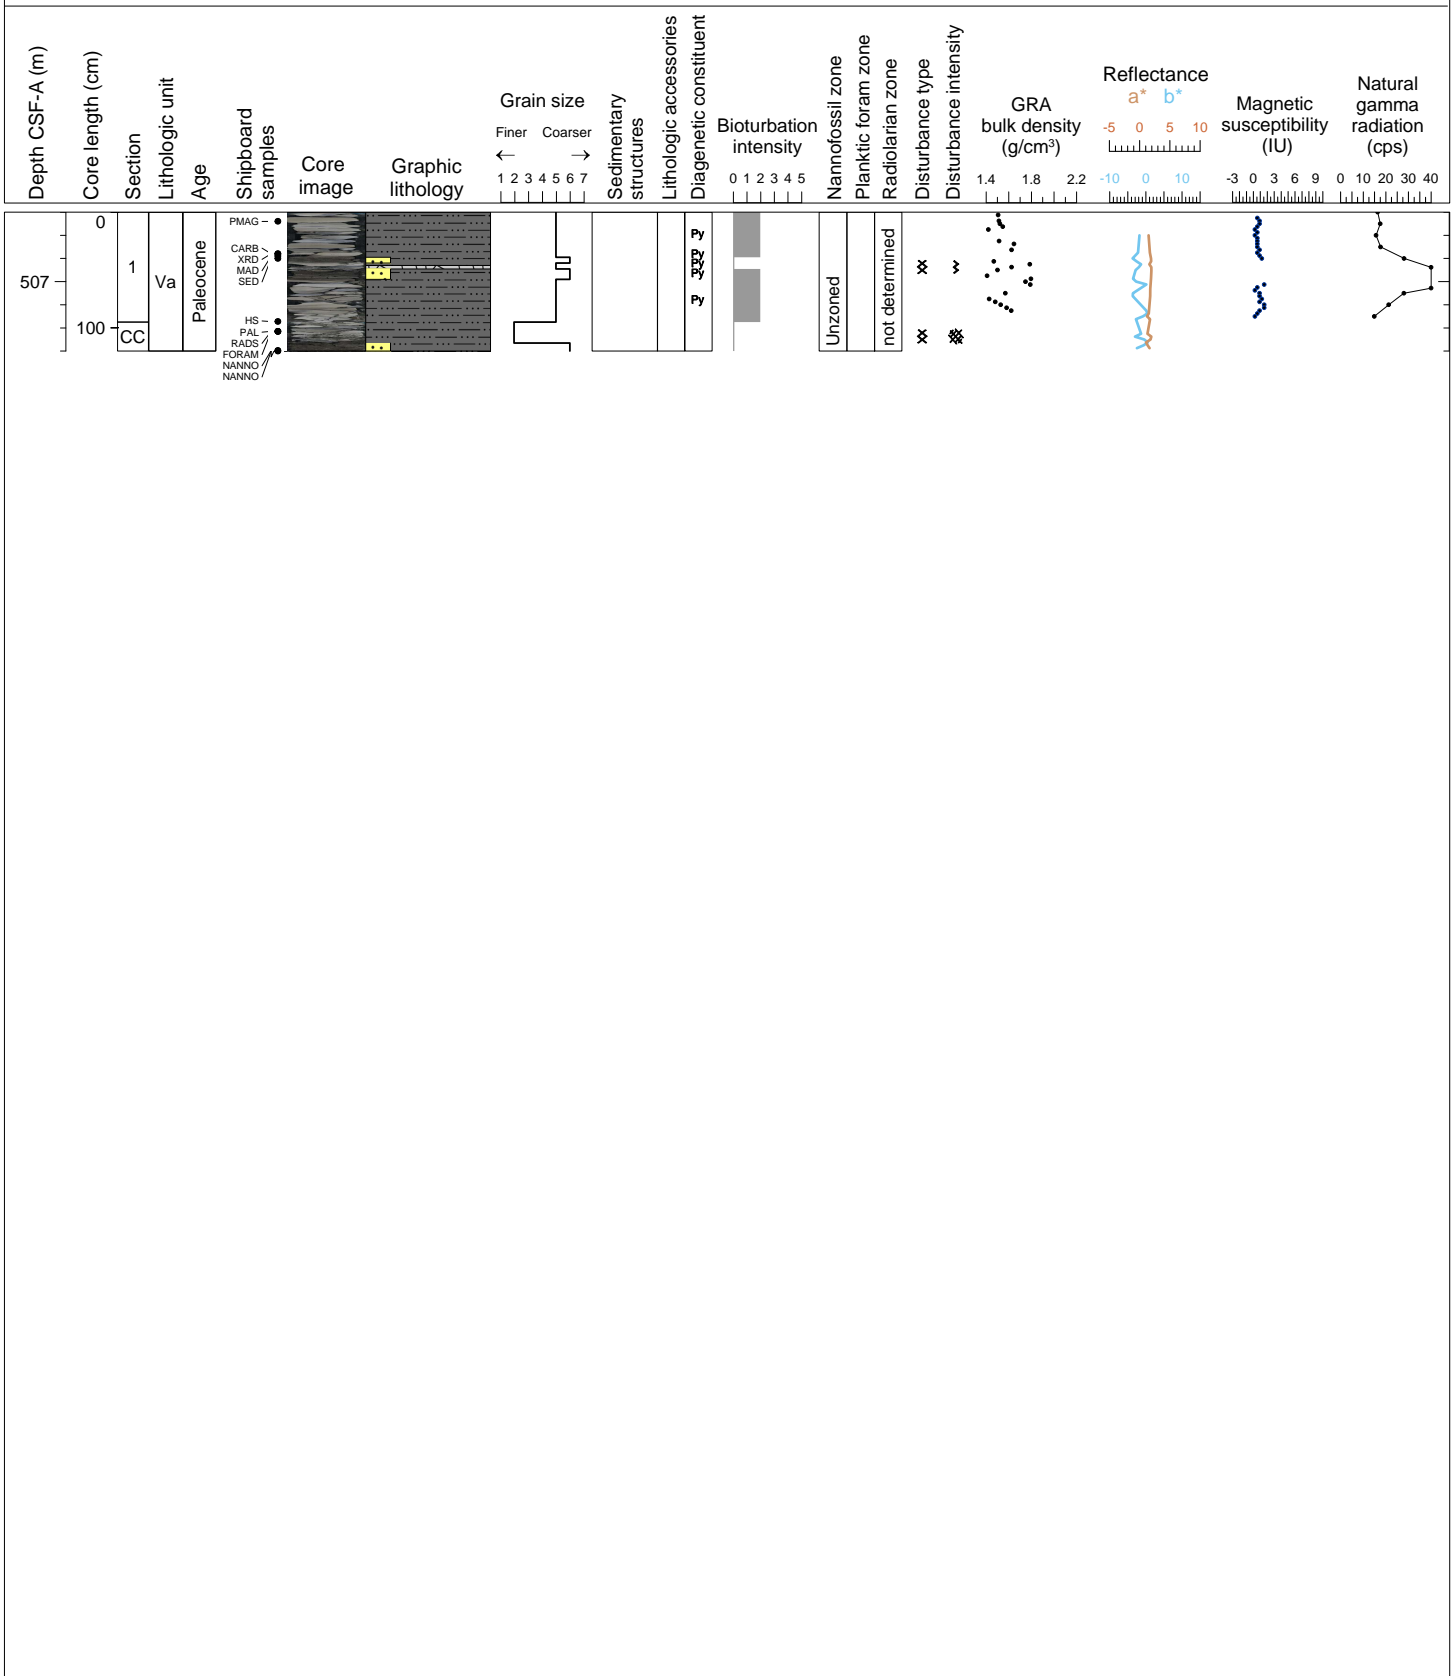 Depth CSF-A (m)
Core length (cm)
Section
Lithologic unit
Age
Shipboard
samples
Core
image
Graphic
lithology
Grain size
Finer Coarser
← →
1 2 3 4 5 6 7
Sedimentary
structures
Lithologic accessories
Diagenetic constituent
Bioturbation
intensity
0 1 2 3 4 5
Nannofossil zone
Planktic foram zone
Radiolarian zone
Disturbance type
Disturbance intensity
GRA
bulk density
(g/cm³)
1.4 1.8 2.2
Reflectance
a* b*
-5 0 5 10
-10 0 10
Magnetic
susceptibility
(IU)
-3 0 3 6 9
Natural
gamma
radiation
(cps)
0 10 20 30 40
507
0
100
1
CC
Va
Paleocene
PMAG
CARB
XRD
MAD
SED
HS
PAL
RADS
FORAM
NANNO
NANNO
Py
Py
Py
Py
Py
Unzoned
not determined